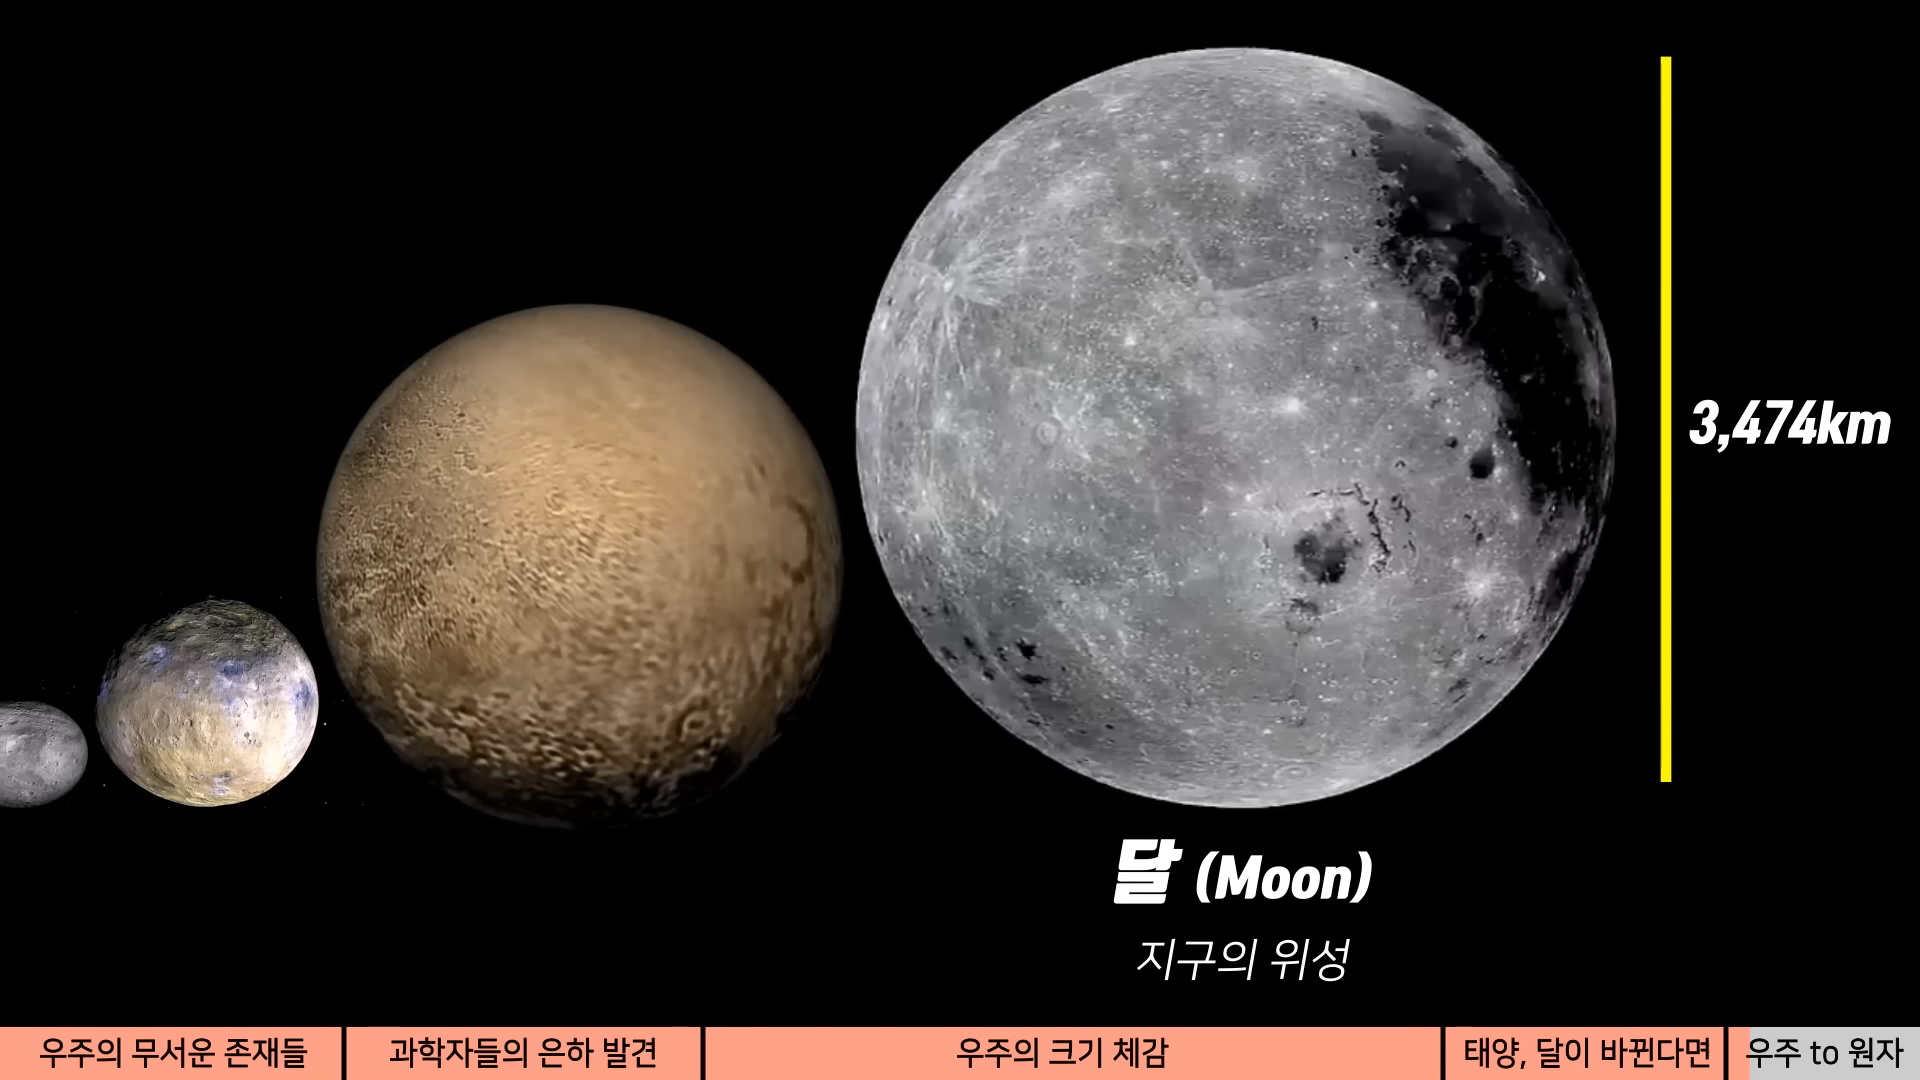 3,474km
달 (Moon)
지구의 위성
우주의 무서운 존재들
과학자들의 은하 발견
우주의 크기 체감
태양, 달이 바뀐다면
우주 to 원자